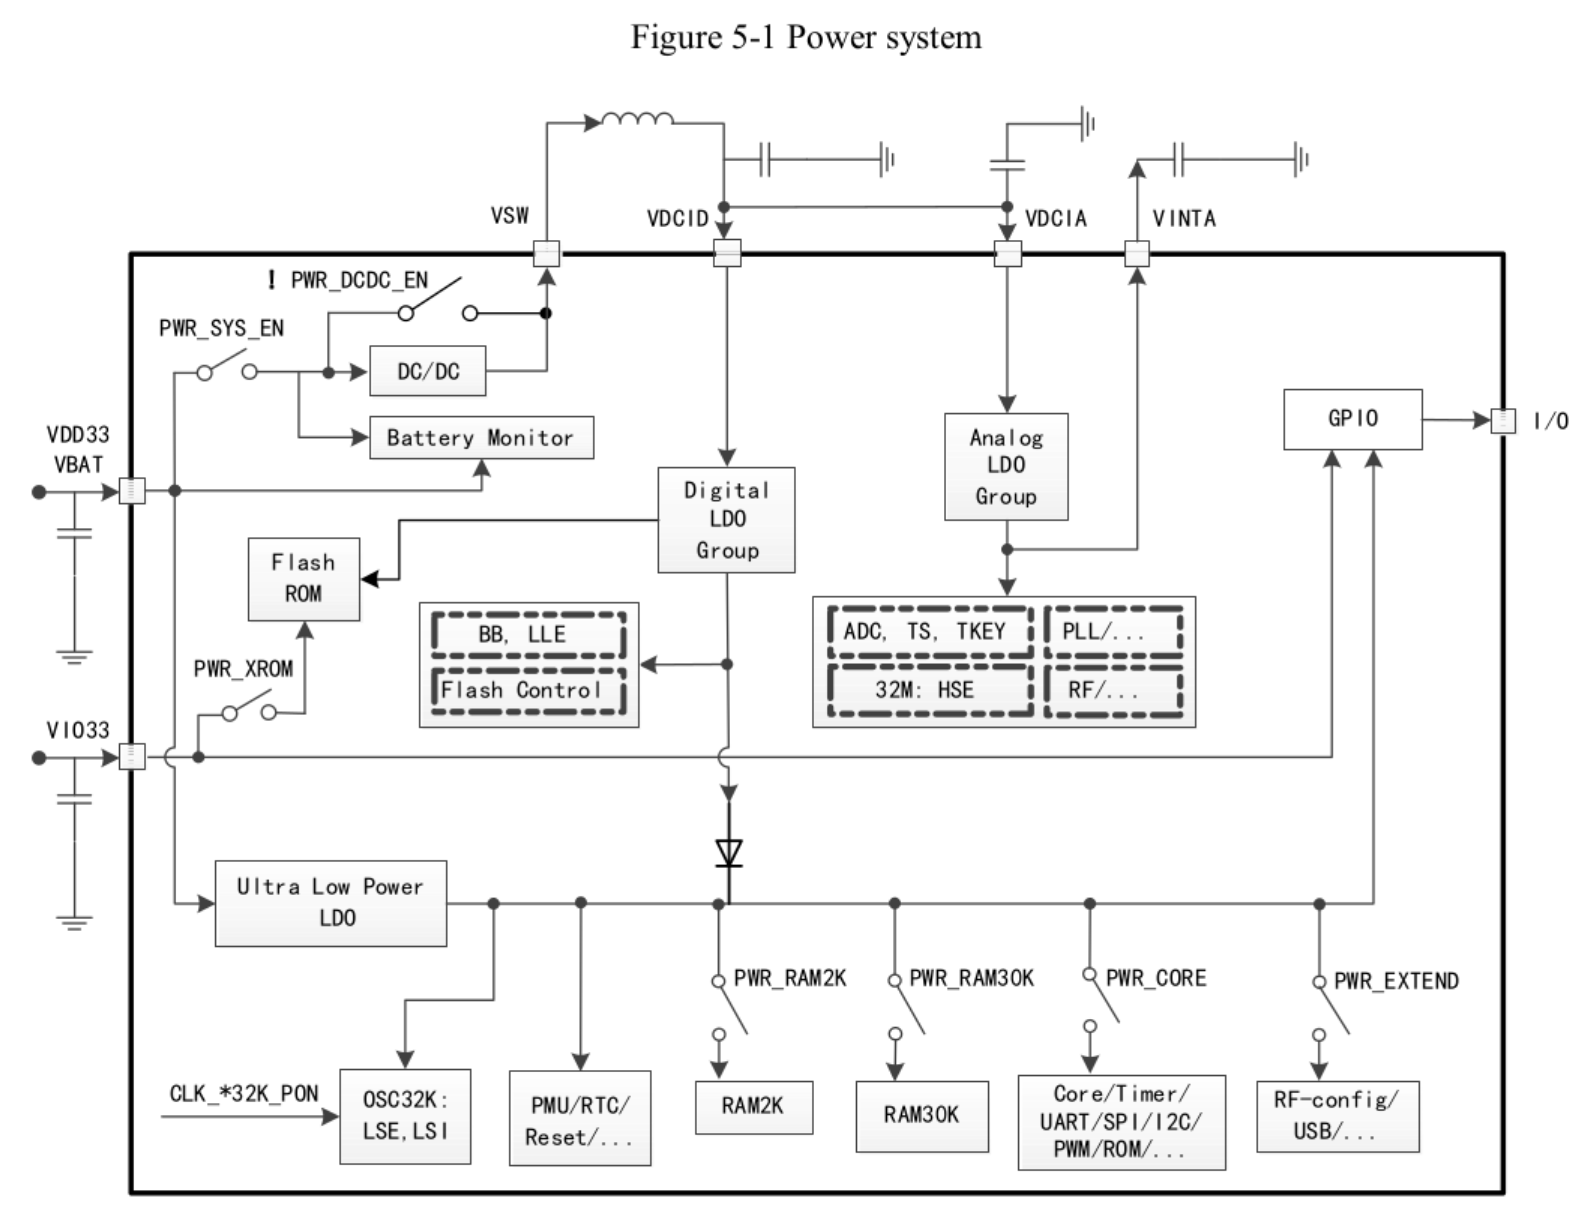 Figure 5-1 Power system
VSW
VDCID
VDCIA
VINTA
! PWR_DCDC_EN
PWR_SYS_EN
DC/DC
Battery Monitor
VDD33
VBAT
GPIO
I/O
Analog
LDO
Group
Digital
LDO
Group
Flash
ROM
BB, LLE
Flash Control
ADC, TS, TKEY
PLL/...
32M: HSE
RF/...
PWR_XROM
VIO33
Ultra Low Power
LDO
PWR_RAM2K
PWR_RAM30K
PWR_CORE
PWR_EXTEND
CLK_*32K_PON
OSC32K:
LSE,LSI
PMU/RTC/
Reset/...
RAM2K
RAM30K
Core/Timer/
UART/SPI/I2C/
PWM/ROM/...
RF-config/
USB/...